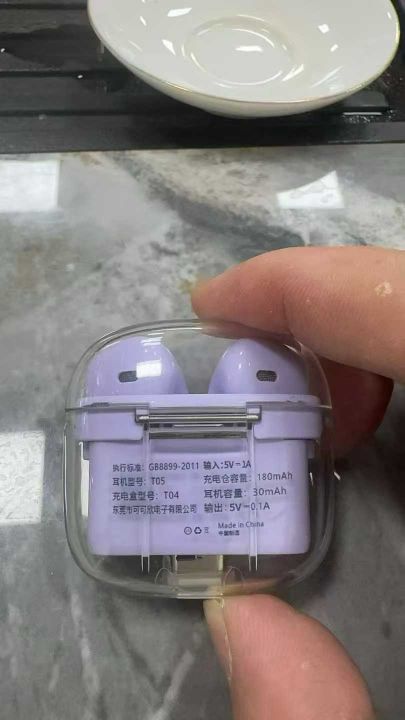 执行标准：GB8899-2011 输入：5V⎓1A
耳机型号：T05 充电仓容量：180mAh
充电盒型号：T04 耳机容量：30mAh
东莞市可可欣电子有限公司 输出：5V⎓0.1A
Made in China
中国制造